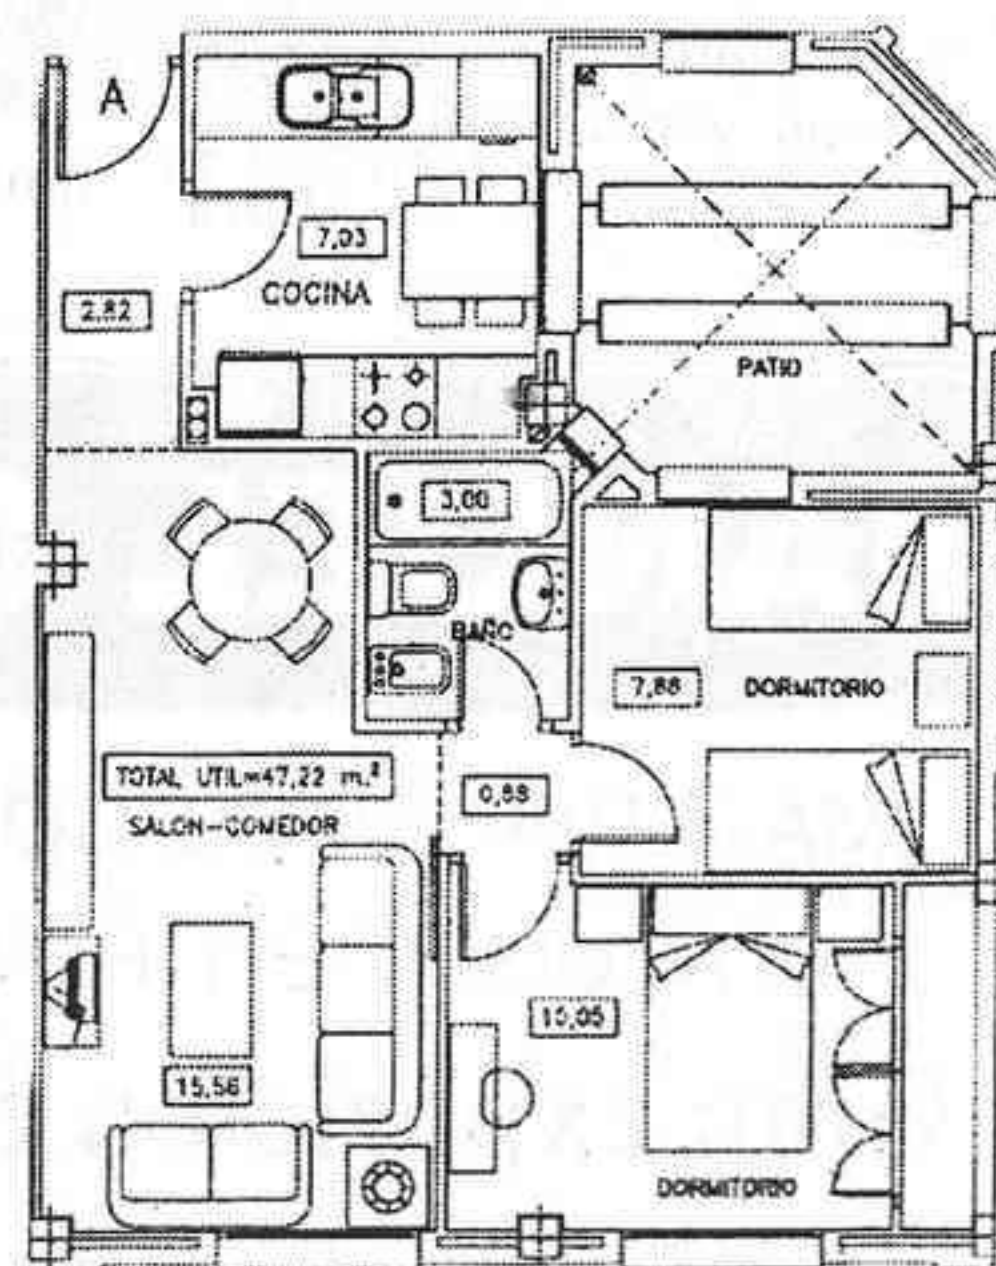 A
7,03
COCINA
2,82
PATIO
3,00
BAÑO
7,88
DORMITORIO
TOTAL UTIL=47,22 m.²
0,88
SALON-COMEDOR
10,05
15,56
DORMITORIO